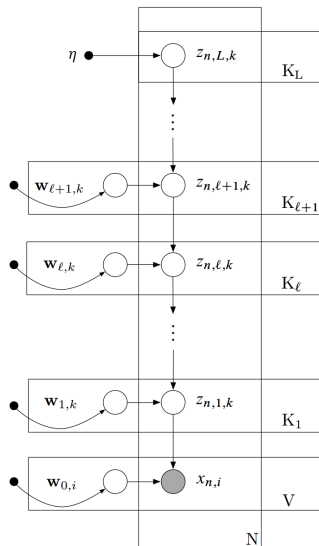 η z_{n,L,k}
K_L
⋮
w_{ℓ+1,k} z_{n,ℓ+1,k}
K_{ℓ+1}
w_{ℓ,k} z_{n,ℓ,k}
K_ℓ
⋮
w_{1,k} z_{n,1,k}
K_1
w_{0,i} x_{n,i}
V
N